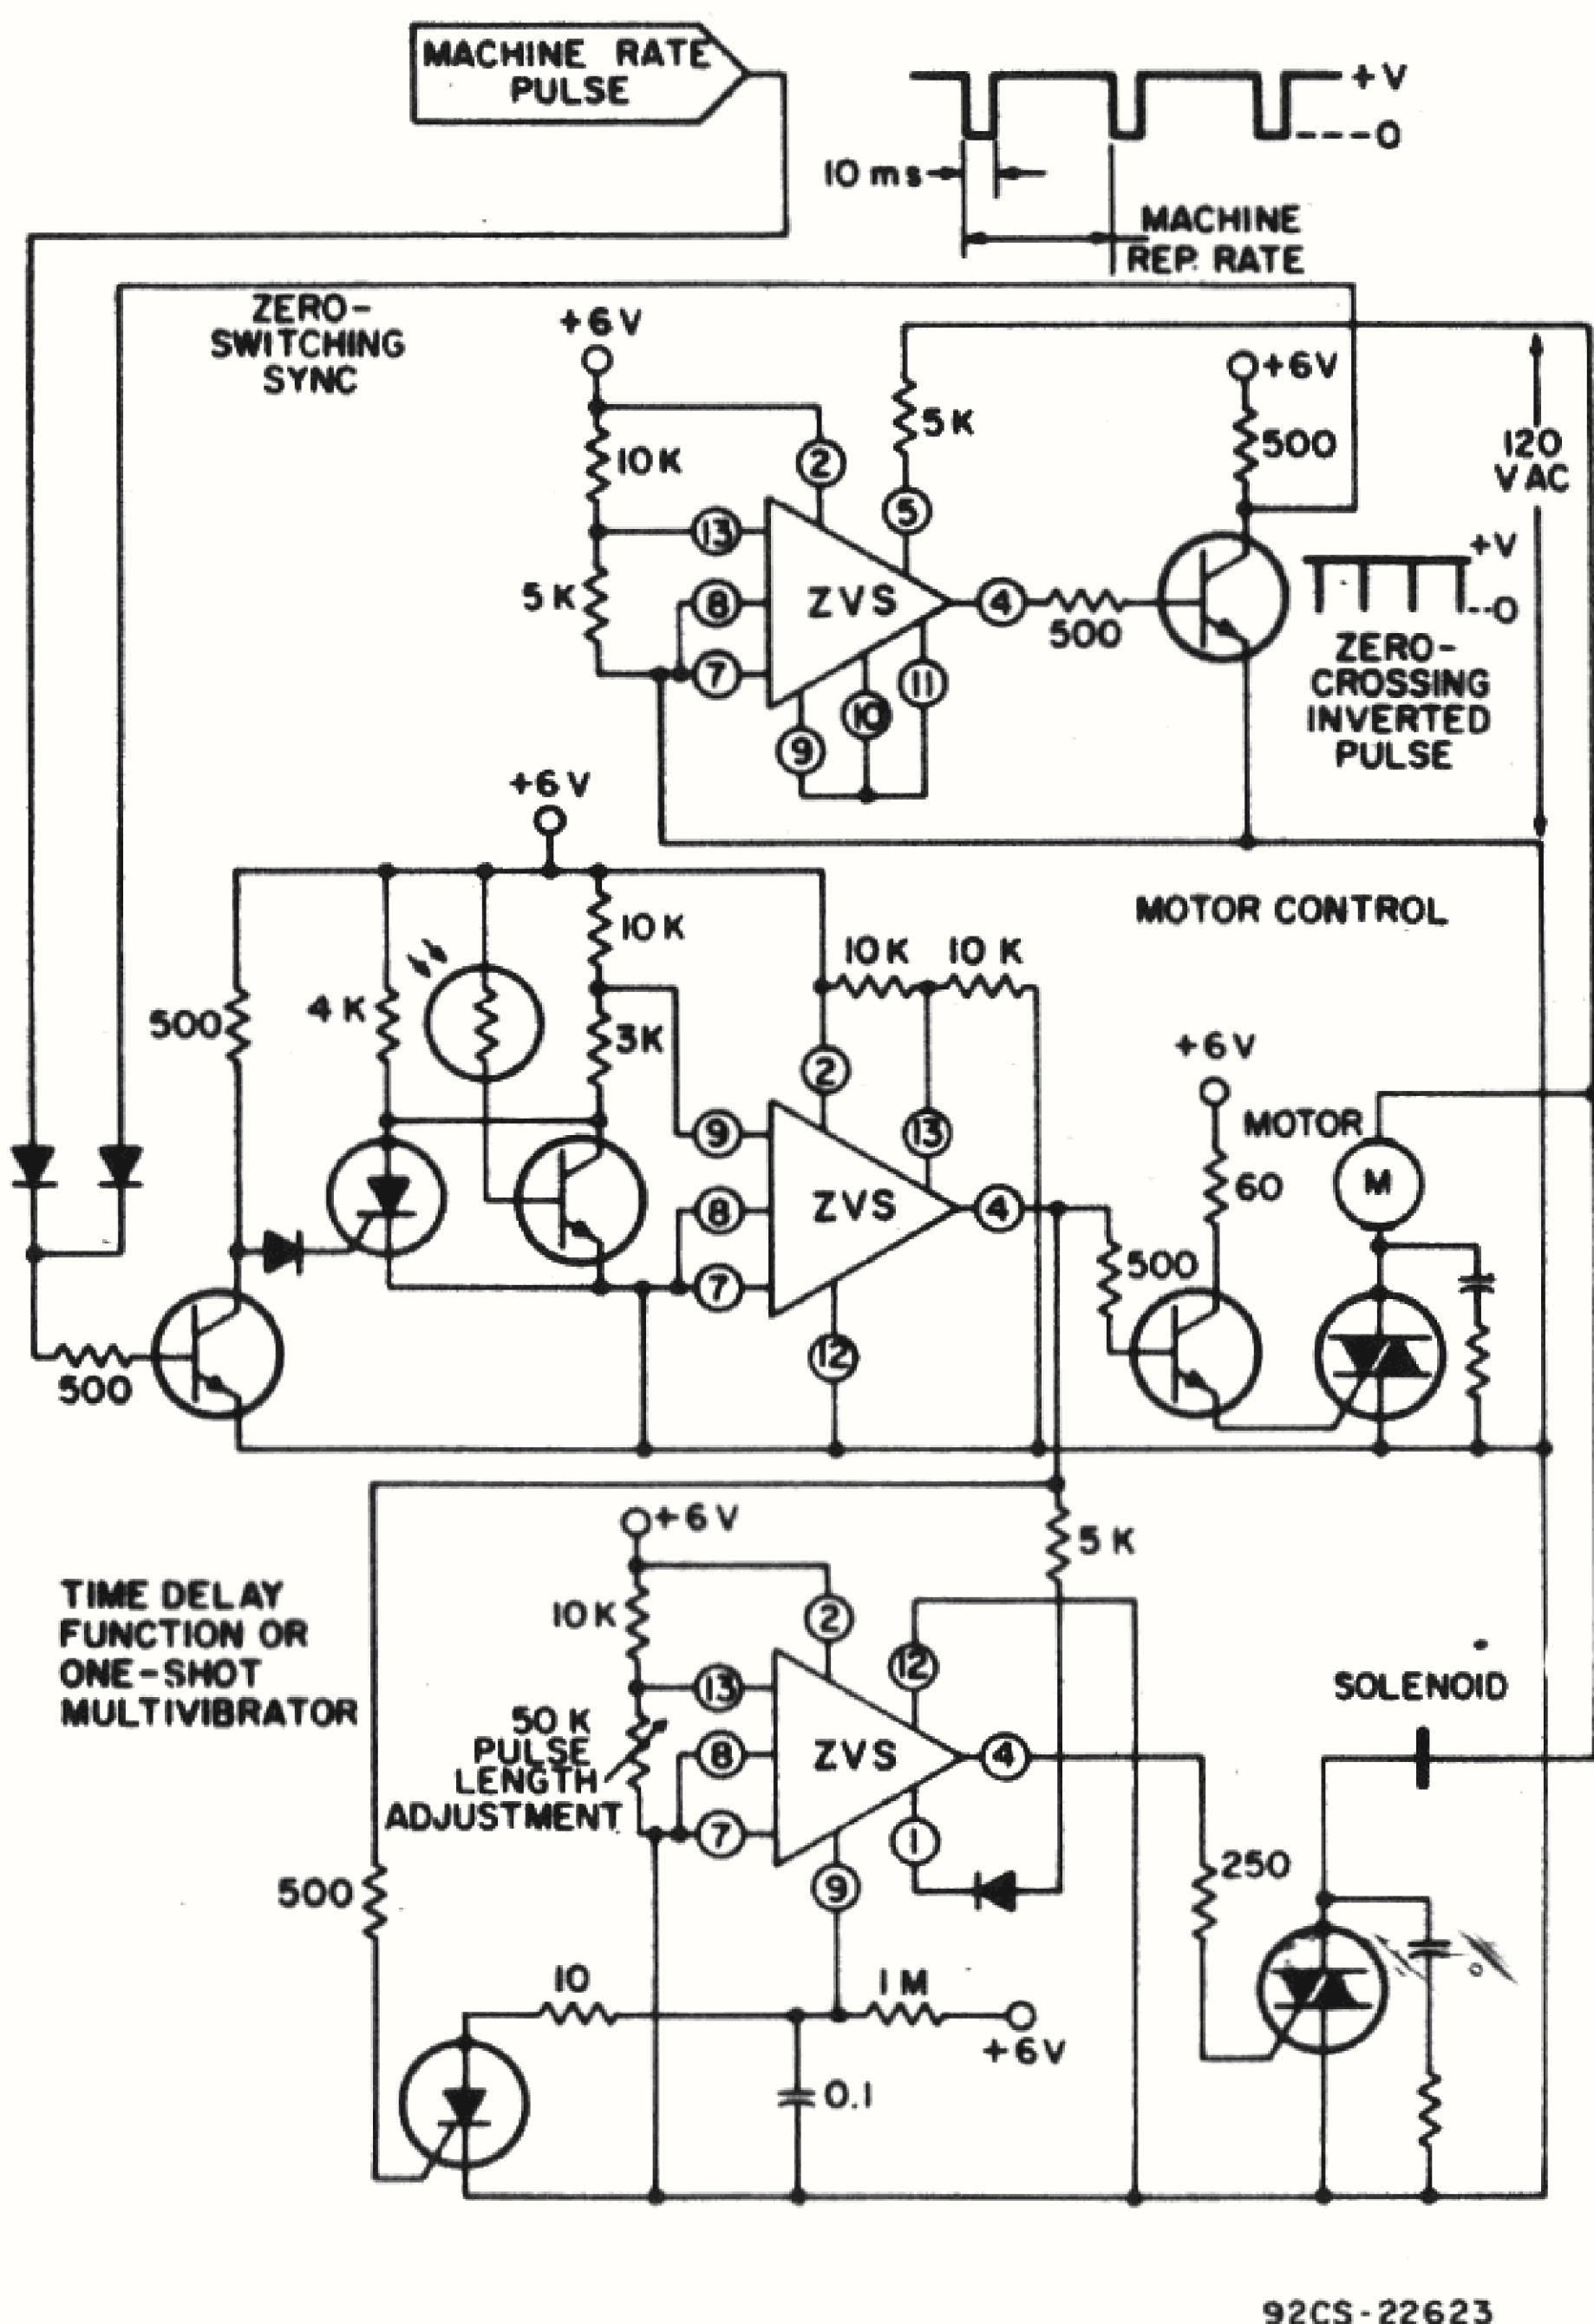 MACHINE RATE
PULSE
+V
---0
10 ms
MACHINE
REP. RATE
ZERO-
SWITCHING
SYNC
+6V
+6V
5K
120
VAC
10K
500
2
5
13
+V
--0
5K
8
ZVS
4
500
ZERO-
CROSSING
INVERTED
PULSE
7
11
10
9
+6V
MOTOR CONTROL
10K
10K
10K
500
4K
3K
+6V
2
MOTOR
9
13
M
60
8
ZVS
4
500
7
12
500
+6V
5K
TIME DELAY
FUNCTION OR
ONE-SHOT
MULTIVIBRATOR
10K
2
12
13
SOLENOID
50K
PULSE
LENGTH
ADJUSTMENT
8
ZVS
4
7
1
250
500
9
10
1M
+6V
0.1
92CS-22623